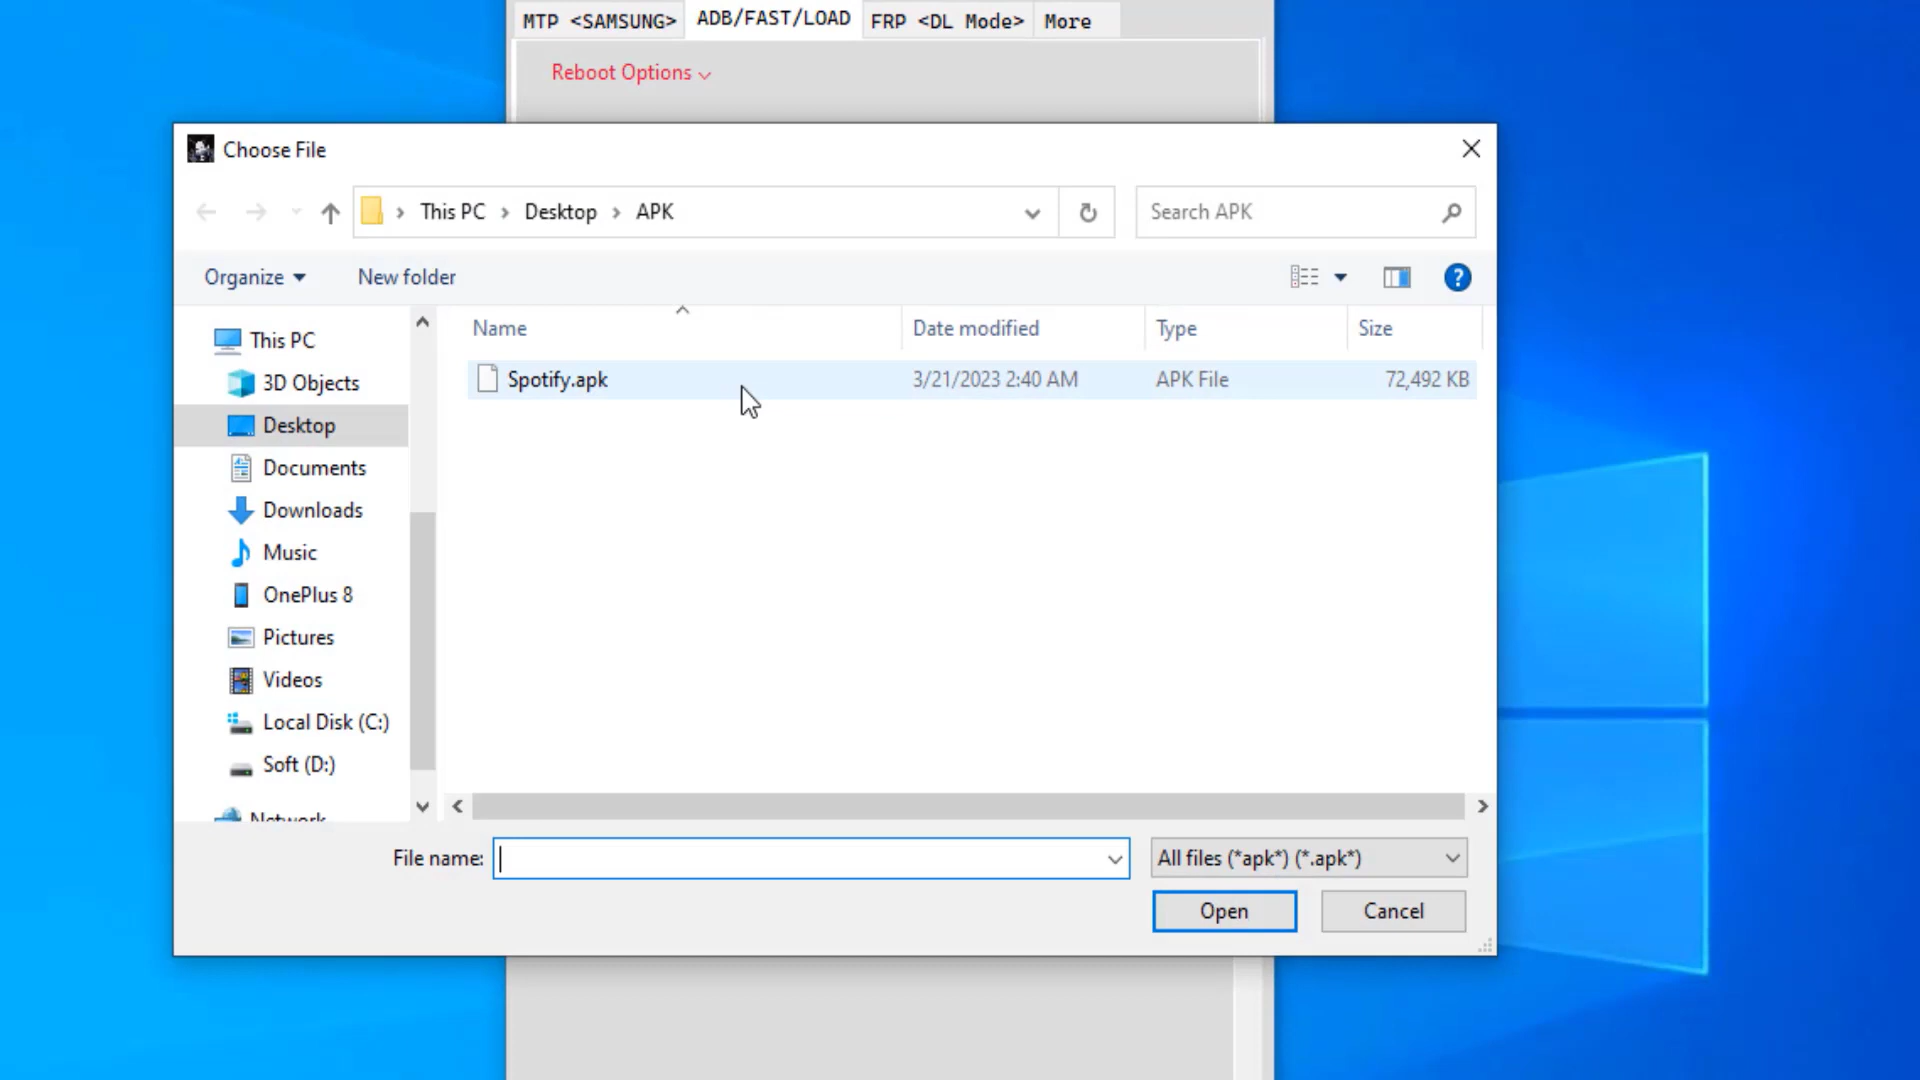 MTP <SAMSUNG> ADB/FAST/LOAD FRP <DL Mode> More
Reboot Options
Choose File
This PC Desktop APK Search APK
Organize New folder ?
Name Date modified Type Size
Spotify.apk 3/21/2023 2:40 AM APK File 72,492 KB
This PC
3D Objects
Desktop
Documents
Downloads
Music
OnePlus 8
Pictures
Videos
Local Disk (C:)
Soft (D:)
Network
File name: All files (*apk*) (*.apk*)
Open Cancel